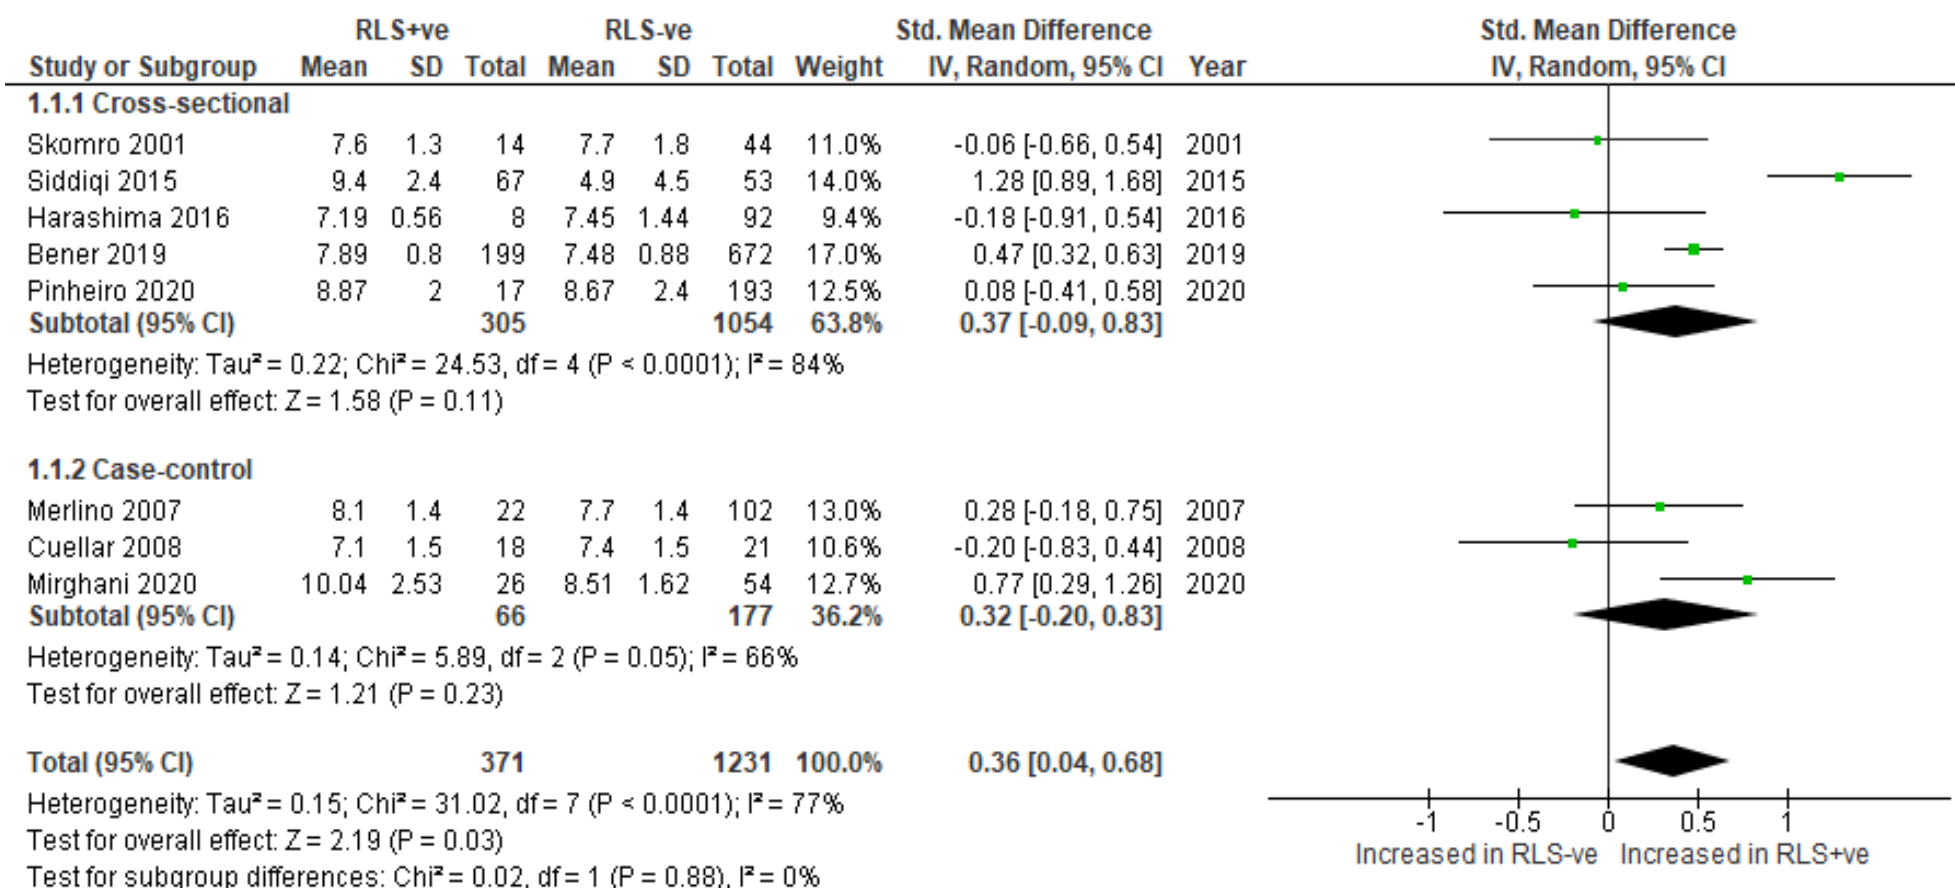 RLS+ve RLS-ve Std. Mean Difference Std. Mean Difference
Study or Subgroup Mean SD Total Mean SD Total Weight IV, Random, 95% CI Year IV, Random, 95% CI
1.1.1 Cross-sectional
Skomro 2001 7.6 1.3 14 7.7 1.8 44 11.0% -0.06 [-0.66, 0.54] 2001
Siddiqi 2015 9.4 2.4 67 4.9 4.5 53 14.0% 1.28 [0.89, 1.68] 2015
Harashima 2016 7.19 0.56 8 7.45 1.44 92 9.4% -0.18 [-0.91, 0.54] 2016
Bener 2019 7.89 0.8 199 7.48 0.88 672 17.0% 0.47 [0.32, 0.63] 2019
Pinheiro 2020 8.87 2 17 8.67 2.4 193 12.5% 0.08 [-0.41, 0.58] 2020
Subtotal (95% CI) 305 1054 63.8% 0.37 [-0.09, 0.83]
Heterogeneity: Tau² = 0.22; Chi² = 24.53, df = 4 (P < 0.0001); I² = 84%
Test for overall effect: Z = 1.58 (P = 0.11)
1.1.2 Case-control
Merlino 2007 8.1 1.4 22 7.7 1.4 102 13.0% 0.28 [-0.18, 0.75] 2007
Cuellar 2008 7.1 1.5 18 7.4 1.5 21 10.6% -0.20 [-0.83, 0.44] 2008
Mirghani 2020 10.04 2.53 26 8.51 1.62 54 12.7% 0.77 [0.29, 1.26] 2020
Subtotal (95% CI) 66 177 36.2% 0.32 [-0.20, 0.83]
Heterogeneity: Tau² = 0.14; Chi² = 5.89, df = 2 (P = 0.05); I² = 66%
Test for overall effect: Z = 1.21 (P = 0.23)
Total (95% CI) 371 1231 100.0% 0.36 [0.04, 0.68]
Heterogeneity: Tau² = 0.15; Chi² = 31.02, df = 7 (P < 0.0001); I² = 77%
Test for overall effect: Z = 2.19 (P = 0.03)
Test for subgroup differences: Chi² = 0.02, df = 1 (P = 0.88), I² = 0%
-1 -0.5 0 0.5 1
Increased in RLS-ve Increased in RLS+ve